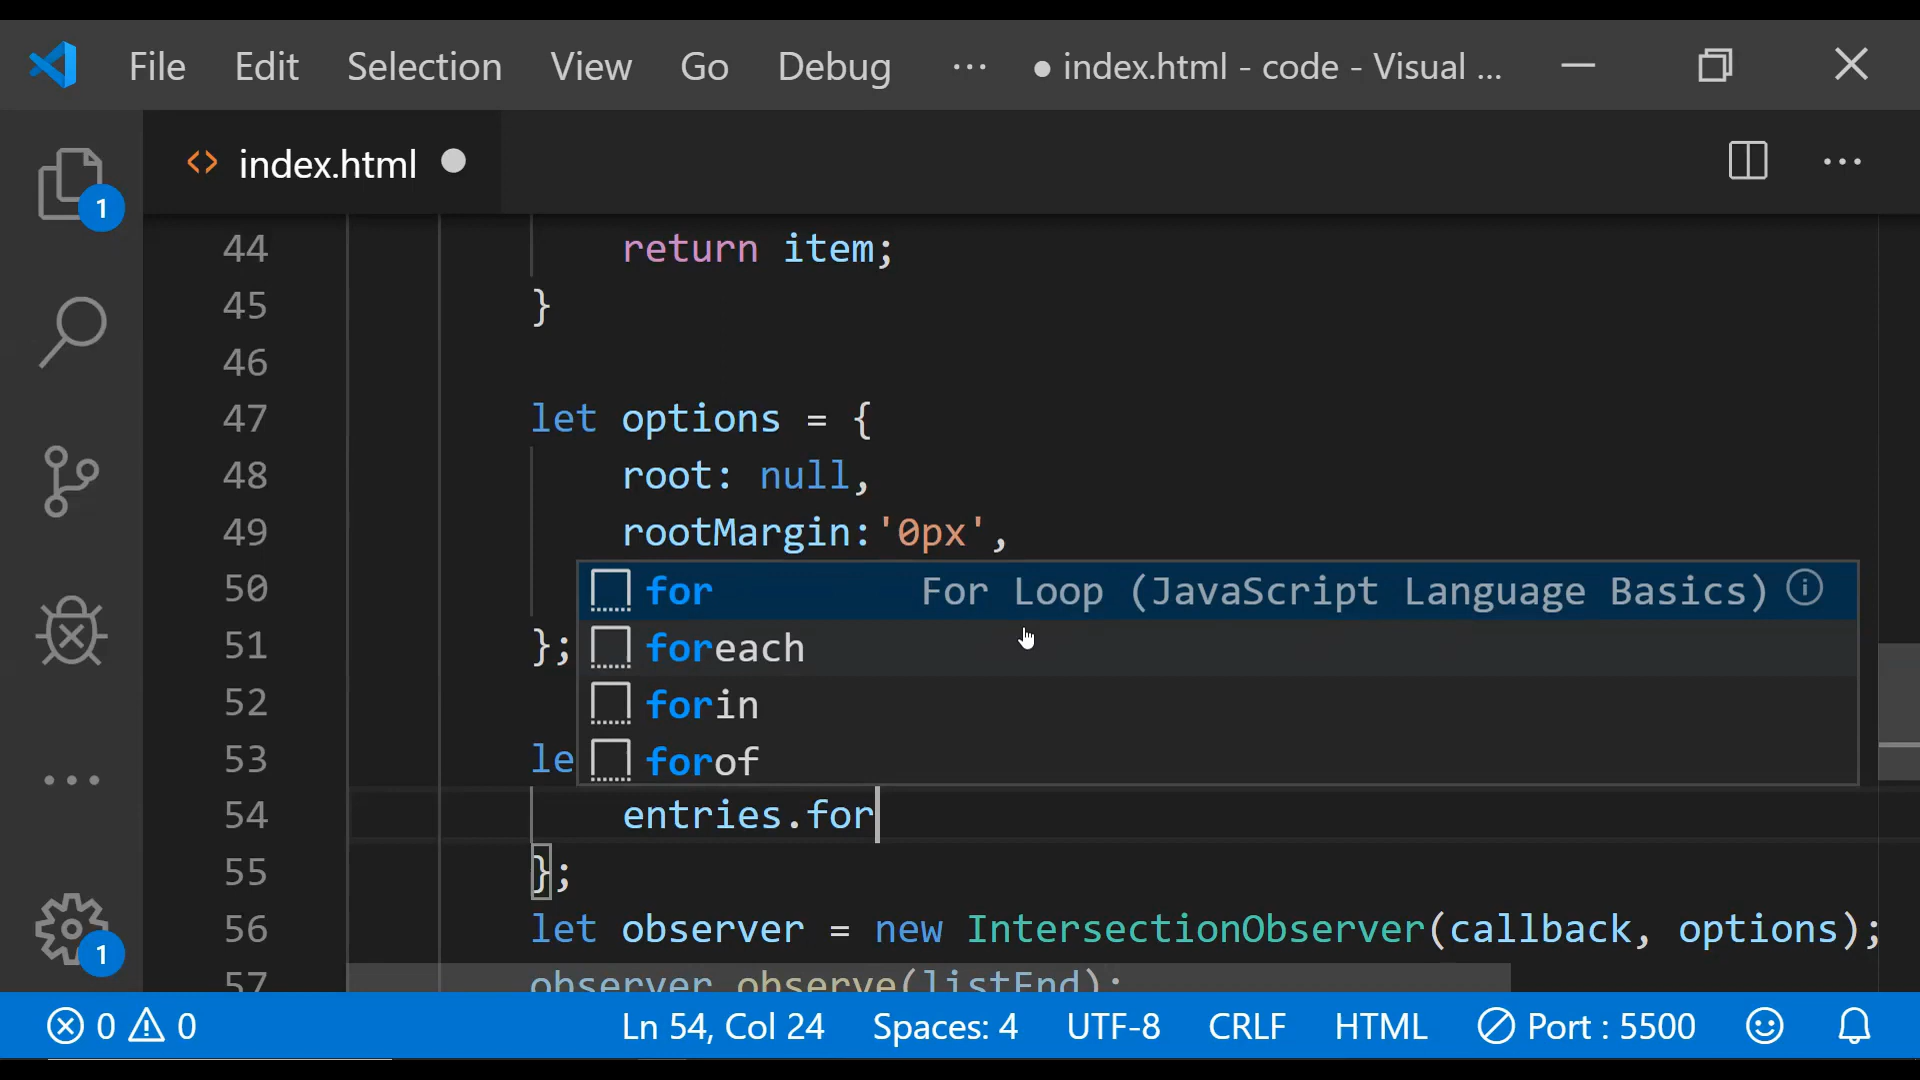 File Edit Selection View Go Debug ··· ● index.html - code - Visual ...
1
<> index.html ●
44 return item;
45 }
46
47 let options = {
48 root: null,
49 rootMargin:'0px',
50 for For Loop (JavaScript Language Basics)
51 }; foreach
52 forin
53 le forof
54 entries.for
55 };
56 let observer = new IntersectionObserver(callback, options);
57 observer.observe(listEnd);
1
0 0 Ln 54, Col 24 Spaces: 4 UTF-8 CRLF HTML Port : 5500